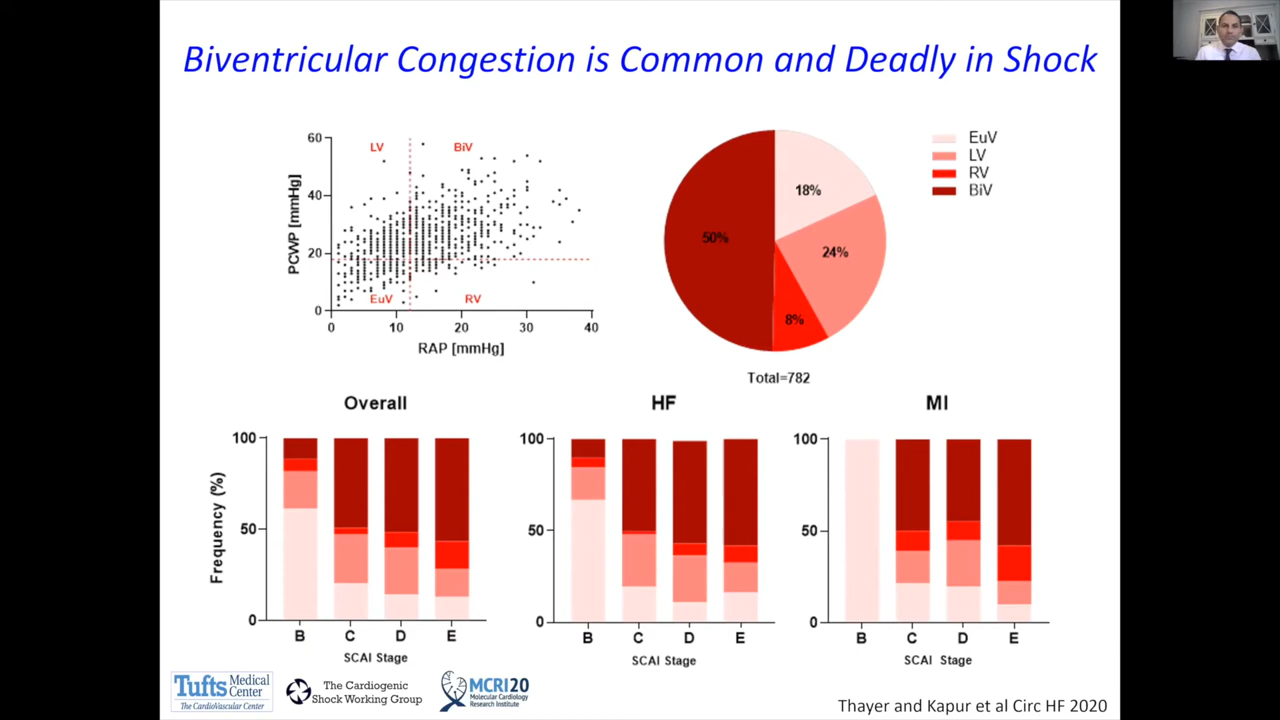 Biventricular Congestion is Common and Deadly in Shock
60
40
20
0
PCWP [mmHg]
LV
BiV
EuV
RV
0 10 20 30 40
RAP [mmHg]
18%
24%
8%
50%
Total=782
EuV
LV
RV
BiV
Overall
100
50
0
Frequency (%)
B C D E
SCAI Stage
HF
100
50
0
B C D E
SCAI Stage
MI
100
50
0
B C D E
SCAI Stage
Tufts Medical
Center
The CardioVascular Center
The Cardiogenic
Shock Working Group
MCRI20
Molecular Cardiology
Research Institute
Thayer and Kapur et al Circ HF 2020